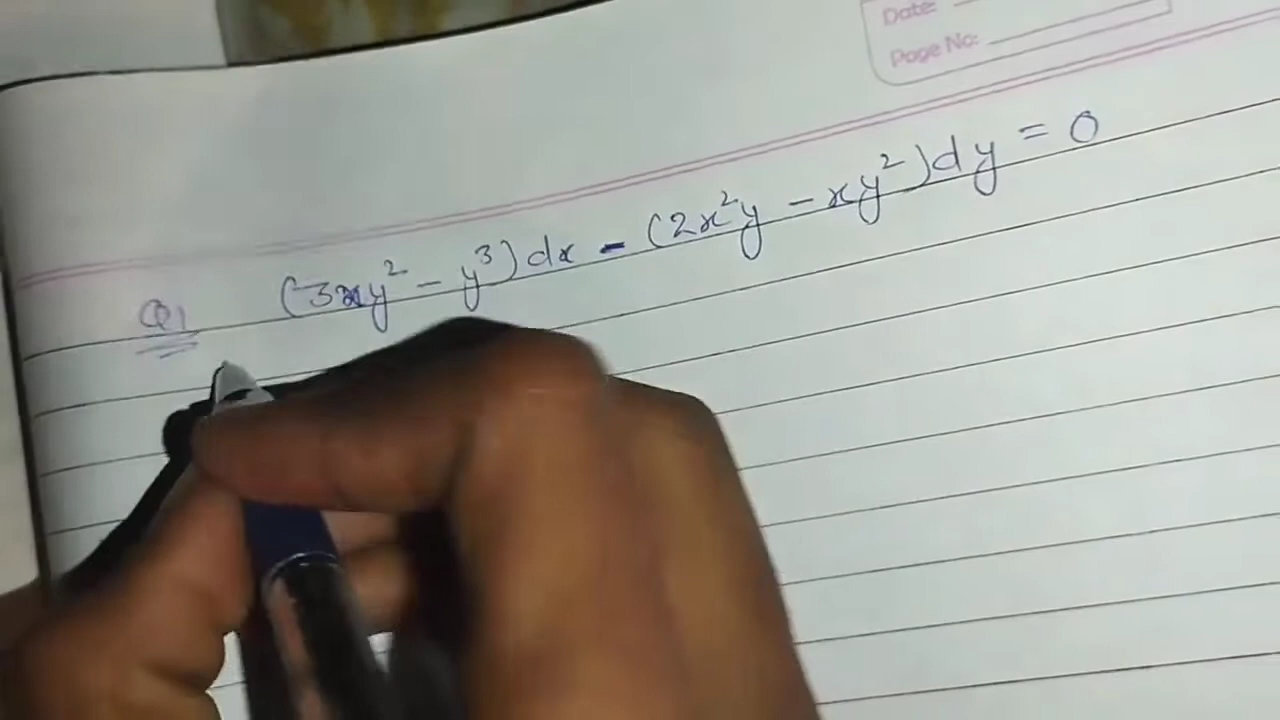 Date:
Page No:
Q1 (3xy² - y³)dx - (2x²y - xy²)dy = 0